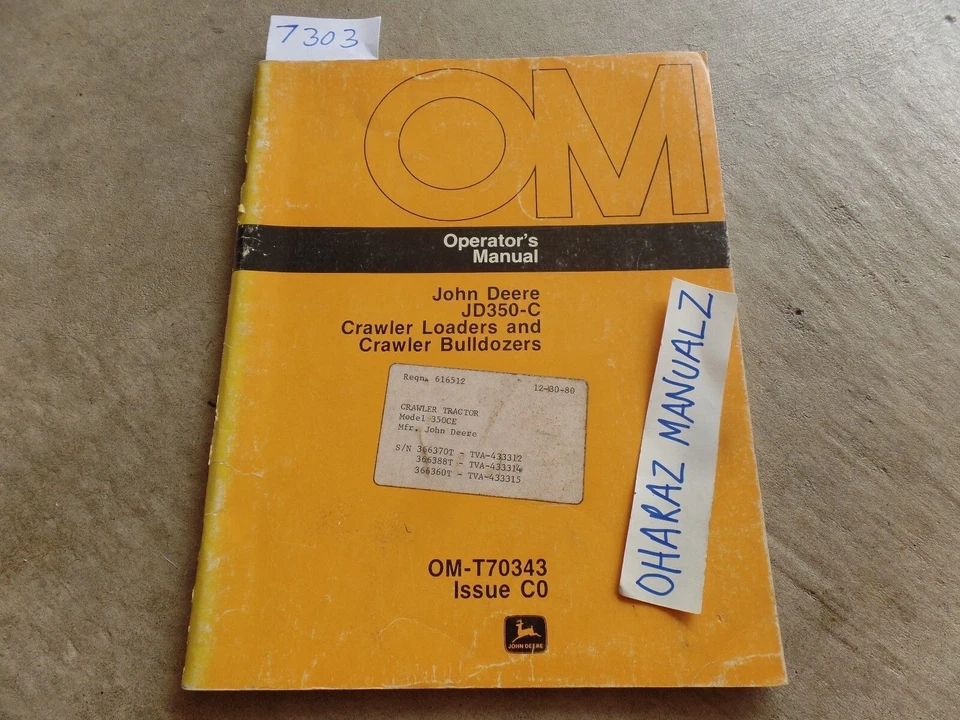 7303
OM
Operator's
Manual
John Deere
JD350-C
Crawler Loaders and
Crawler Bulldozers
Reqn. 616512 12-30-80
CRAWLER TRACTOR
Model 350CE
Mfr. John Deere
S/N 366370T - TVA-433312
366388T - TVA-433314
366360T - TVA-433315
OM-T70343
Issue C0
JOHN DEERE
OHARAZ MANUALZ